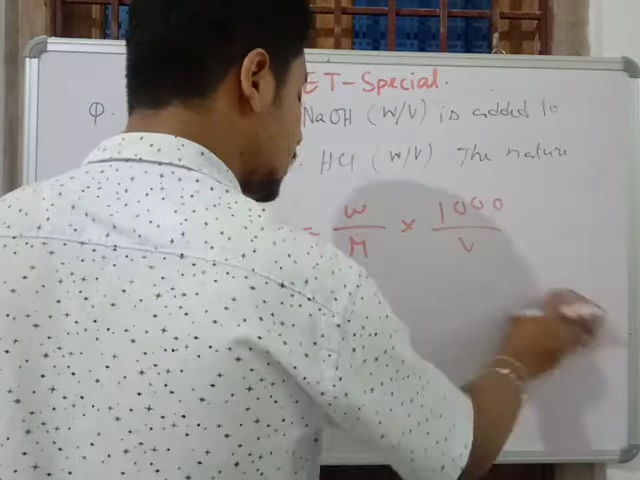 ET-Special.
Q. NaOH (W/V) is added to
HCl (W/V) The nature
= w/M × 1000/V